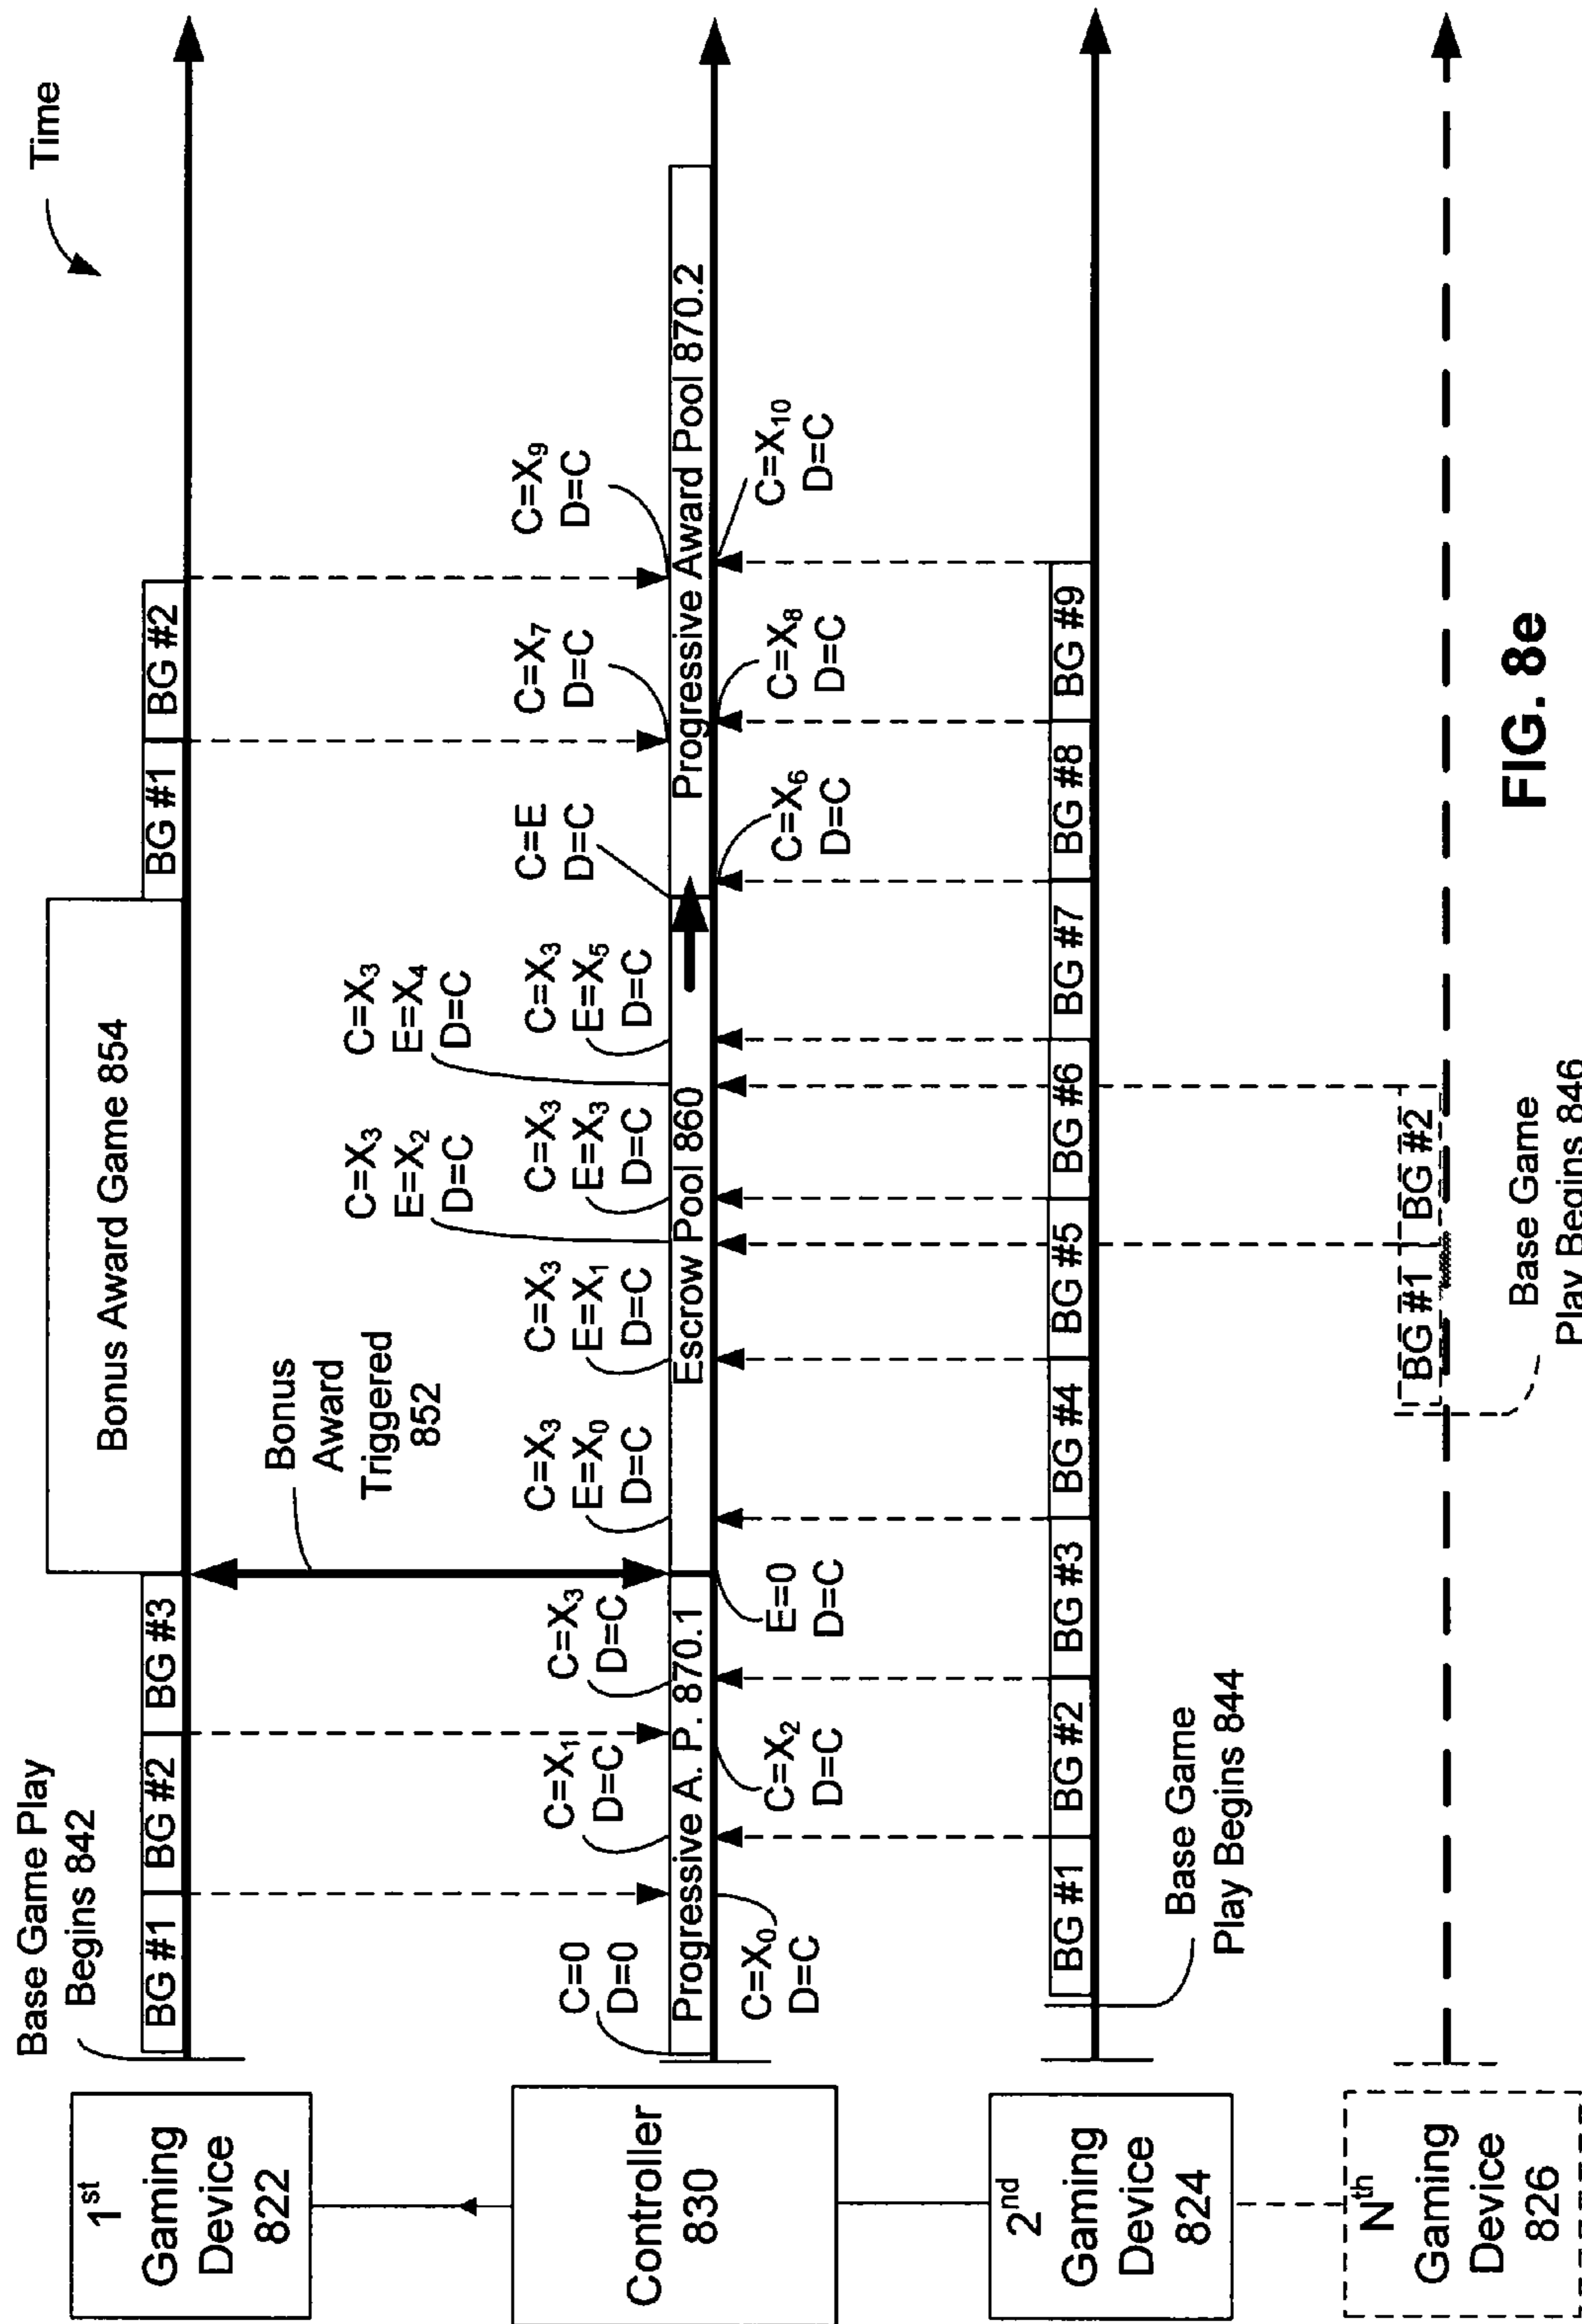 Time
Base Game Play
Begins 842
BG #1
BG #2
BG #3
Bonus Award Game 854
BG #1
BG #2
1st
Gaming
Device
822
Bonus
Award
Triggered
852
C=0
D=0
C=X1
D=C
C=X3
D=C
C=X3
E=X0
D=C
C=X3
E=X1
D=C
C=X3
E=X2
D=C
C=X3
E=X3
D=C
C=X3
E=X4
D=C
C=X3
E=X5
D=C
C=E
D=C
C=X7
D=C
C=X9
D=C
Controller
830
Progressive A. P. 870.1
Escrow Pool 860
Progressive Award Pool 870.2
C=X0
D=C
C=X2
D=C
E=0
D=C
C=X6
D=C
C=X8
D=C
C=X10
D=C
2nd
Gaming
Device
824
BG #1
BG #2
BG #3
BG #4
BG #5
BG #6
BG #7
BG #8
BG #9
Base Game
Play Begins 844
Nth
Gaming
Device
826
BG #1
BG #2
Base Game
Play Begins 846
FIG. 8e